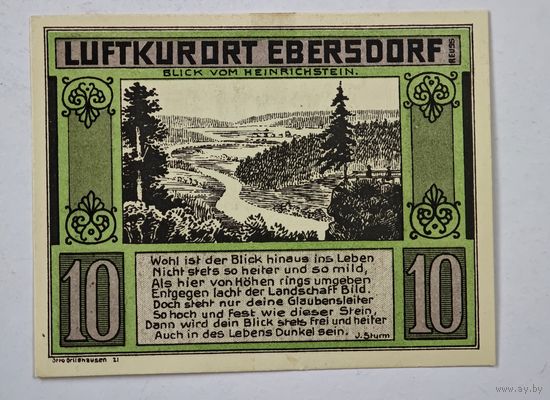 LUFTKURORT EBERSDORF REUSS
BLICK VOM HEINRICHSTEIN.
Wohl ist der Blick hinaus ins Leben
Nicht stets so heiter und so mild,
Als hier von Höhen rings umgeben
Entgegen lacht der Landschaft Bild.
Doch steht nur deine Glaubensleiter
So hoch und fest wie dieser Stein,
Dann wird dein Blick stets frei und heiter
Auch in des Lebens Dunkel sein.
J. Sturm
10
10
21
www.ay.by